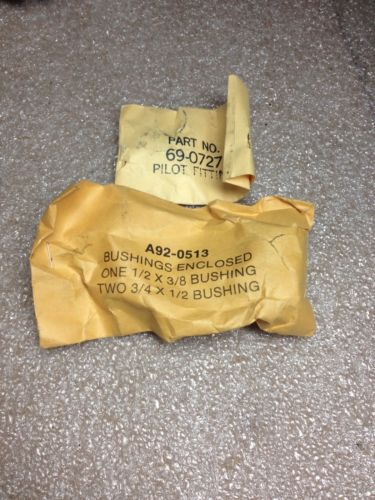 PART NO.
69-0727
PILOT
A92-0513
BUSHINGS ENCLOSED
ONE 1/2 X 3/8 BUSHING
TWO 3/4 X 1/2 BUSHING